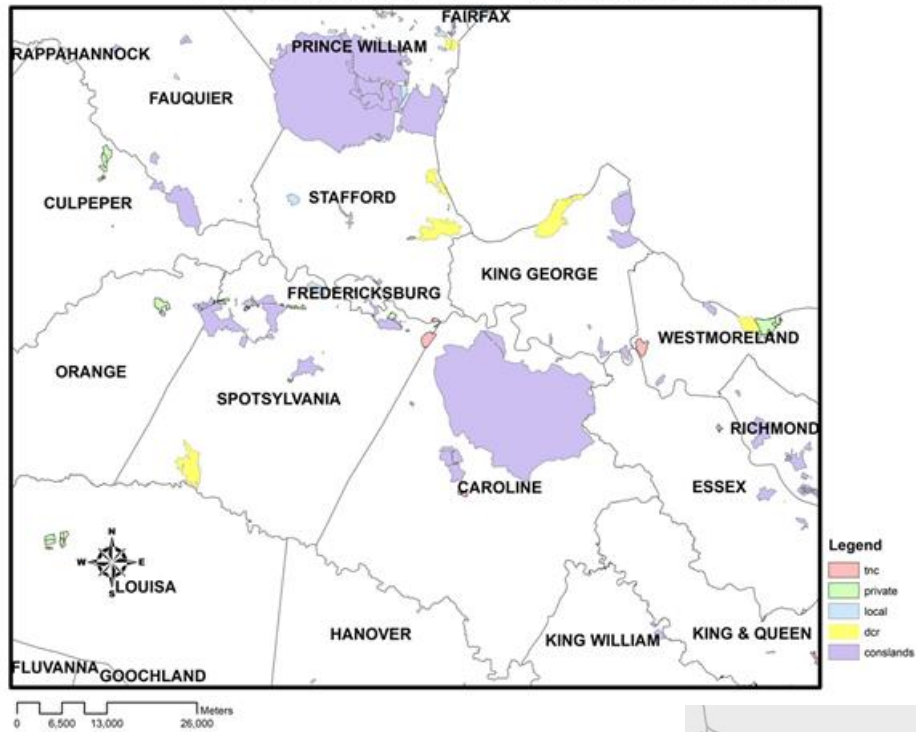 FAIRFAX
PRINCE WILLIAM
RAPPAHANNOCK
FAUQUIER
CULPEPER
STAFFORD
KING GEORGE
FREDERICKSBURG
WESTMORELAND
ORANGE
SPOTSYLVANIA
RICHMOND
CAROLINE
ESSEX
N
W E
S
LOUISA
HANOVER
KING WILLIAM
KING & QUEEN
FLUVANNA
GOOCHLAND
Legend
tnc
private
local
dcr
conslands
Meters
0 6,500 13,000 26,000